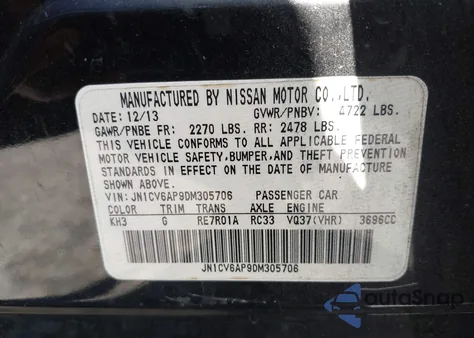 MANUFACTURED BY NISSAN MOTOR CO.,LTD.
DATE: 12/13 GVWR/PNBV: 4722 LBS.
GAWR/PNBE FR: 2270 LBS. RR: 2478 LBS.
THIS VEHICLE CONFORMS TO ALL APPLICABLE FEDERAL
MOTOR VEHICLE SAFETY,BUMPER,AND THEFT PREVENTION
STANDARDS IN EFFECT ON THE DATE OF MANUFACTURE
SHOWN ABOVE.
VIN: JN1CV6AP9DM305706 PASSENGER CAR
COLOR TRIM TRANS AXLE ENGINE
KH3 G RE7R01A RC33 VQ37(VHR) 3696CC
JN1CV6AP9DM305706
autaSnap